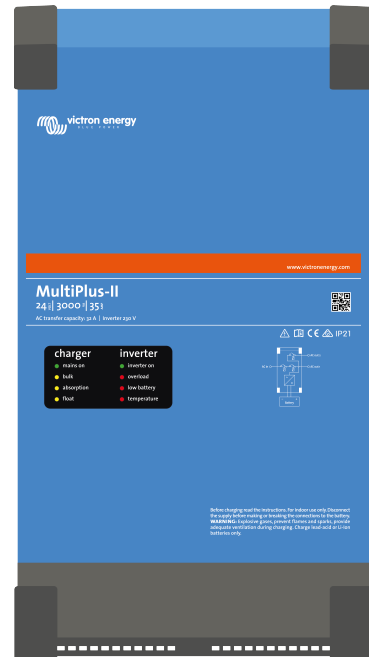 victron energy
BLUE POWER
www.victronenergy.com
MultiPlus-II
24 | 3000 | 35
AC transfer capacity: 32 A | Inverter 230 V
IP21
charger inverter
mains on inverter on
bulk overload
absorption low battery
float temperature
Battery
Before charging read the instructions. For indoor use only. Disconnect
the supply before making or breaking the connections to the battery.
WARNING: Explosive gases, prevent flames and sparks, provide
adequate ventilation during charging. Charge lead-acid or Li-ion
batteries only.